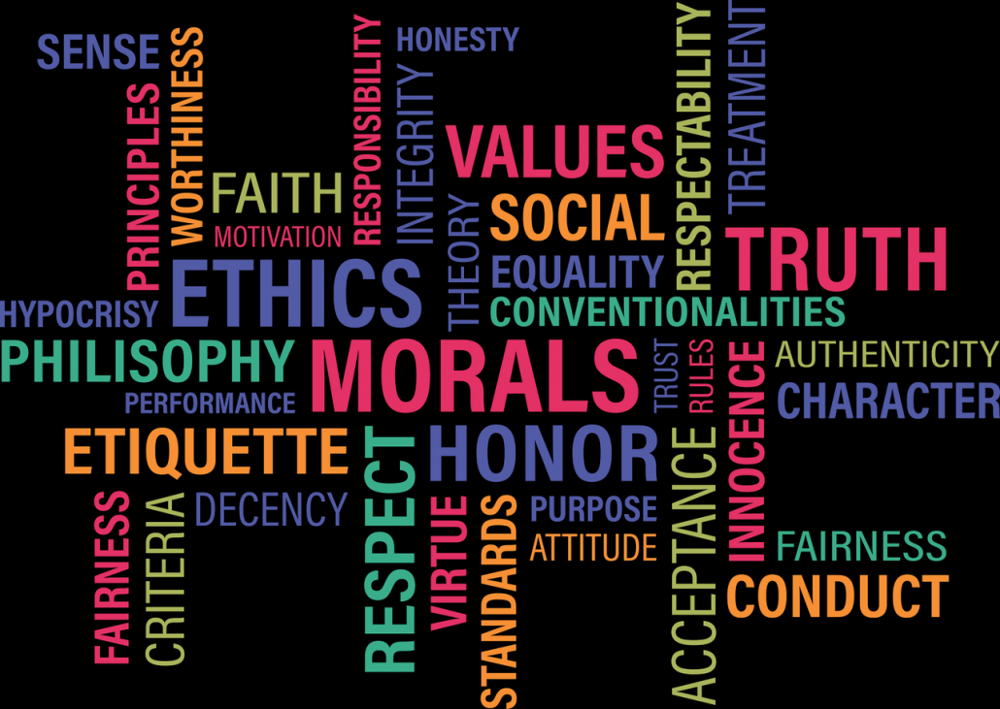 SENSE
WORTHINESS
PRINCIPLES
FAITH
MOTIVATION
RESPONSIBILITY
HONESTY
INTEGRITY
VALUES
SOCIAL
THEORY
EQUALITY
CONVENTIONALITIES
RESPECTABILITY
TREATMENT
TRUTH
HYPOCRISY
ETHICS
PHILISOPHY
PERFORMANCE
MORALS
TRUST
RULES
INNOCENCE
AUTHENTICITY
CHARACTER
ETIQUETTE
RESPECT
HONOR
FAIRNESS
CRITERIA
DECENCY
VIRTUE
STANDARDS
PURPOSE
ATTITUDE
ACCEPTANCE
FAIRNESS
CONDUCT